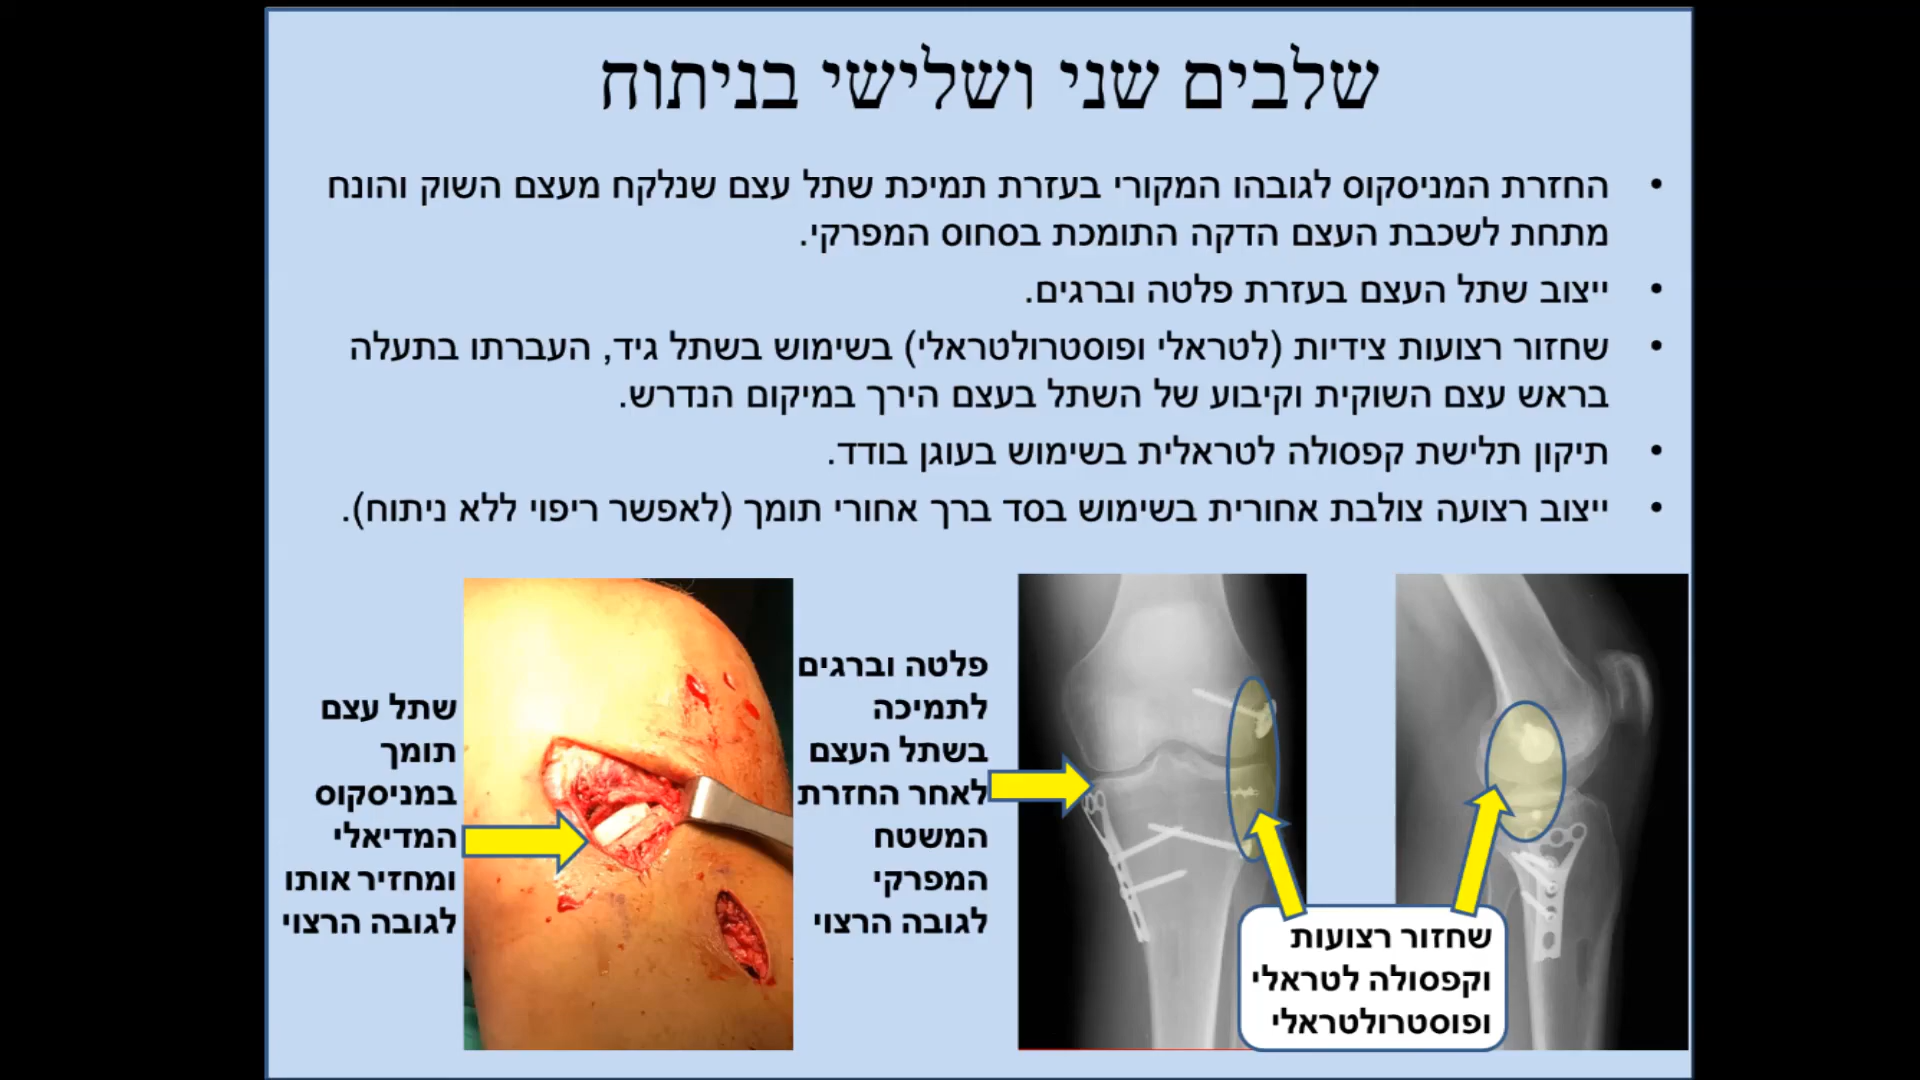 שלבים שני ושלישי בניתוח
• החזרת המניסקוס לגובהו המקורי בעזרת תמיכת שתל עצם שנלקח מעצם השוק והונח
מתחת לשכבת העצם הדקה התומכת בסחוס המפרקי.
• ייצוב שתל העצם בעזרת פלטה וברגים.
• שחזור רצועות צידיות (לטראלי ופוסטרולטראלי) בשימוש בשתל גיד, העברתו בתעלה
בראש עצם השוקית וקיבוע של השתל בעצם הירך במיקום הנדרש.
• תיקון תלישת קפסולה לטראלית בשימוש בעוגן בודד.
• ייצוב רצועה צולבת אחורית בשימוש בסד ברך אחורי תומך (לאפשר ריפוי ללא ניתוח).
פלטה וברגים
לתמיכה
בשתל העצם
לאחר החזרת
המשטח
המפרקי
לגובה הרצוי
שתל עצם
תומך
במניסקוס
המדיאלי
ומחזיר אותו
לגובה הרצוי
שחזור רצועות
וקפסולה לטראלי
ופוסטרולטראלי